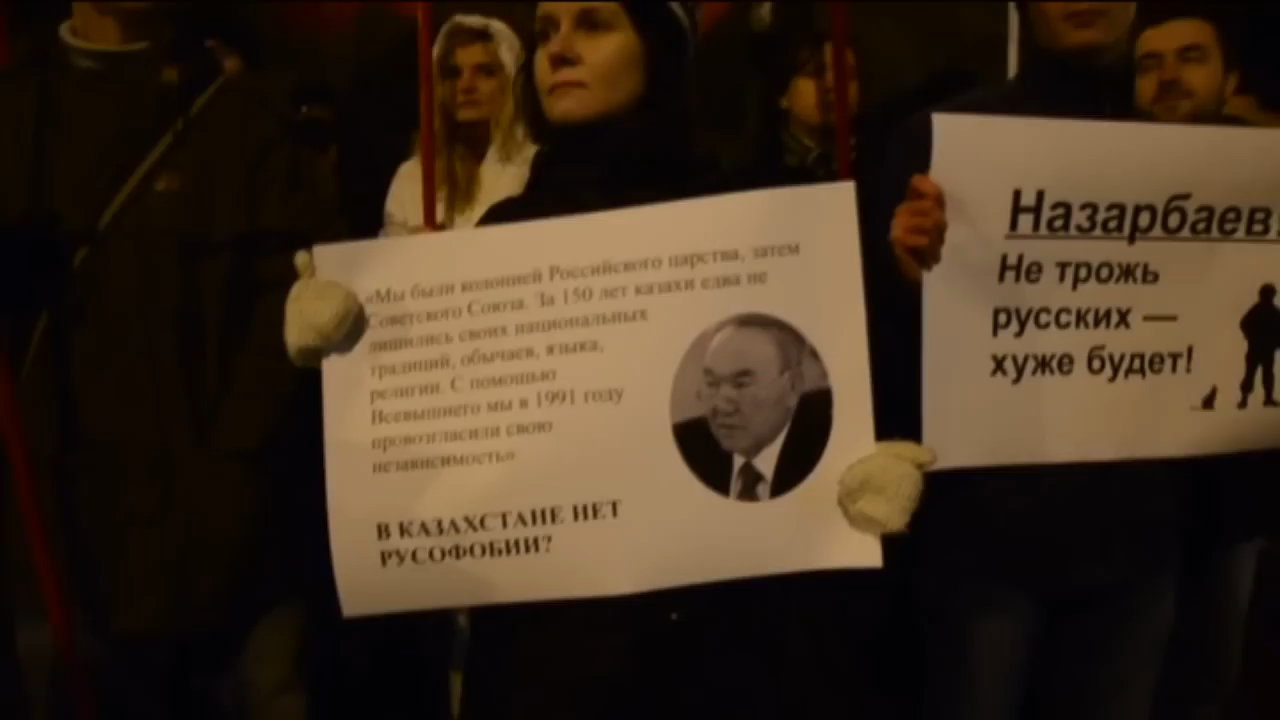 «Мы были колонией Российского царства, затем
Советского Союза. За 150 лет казахи едва не
лишились своих национальных
традиций, обычаев, языка,
религии. С помощью
Всевышнего мы в 1991 году
провозгласили свою
независимость»
В КАЗАХСТАНЕ НЕТ
РУСОФОБИИ?
Назарбаев!
Не трожь
русских —
хуже будет!